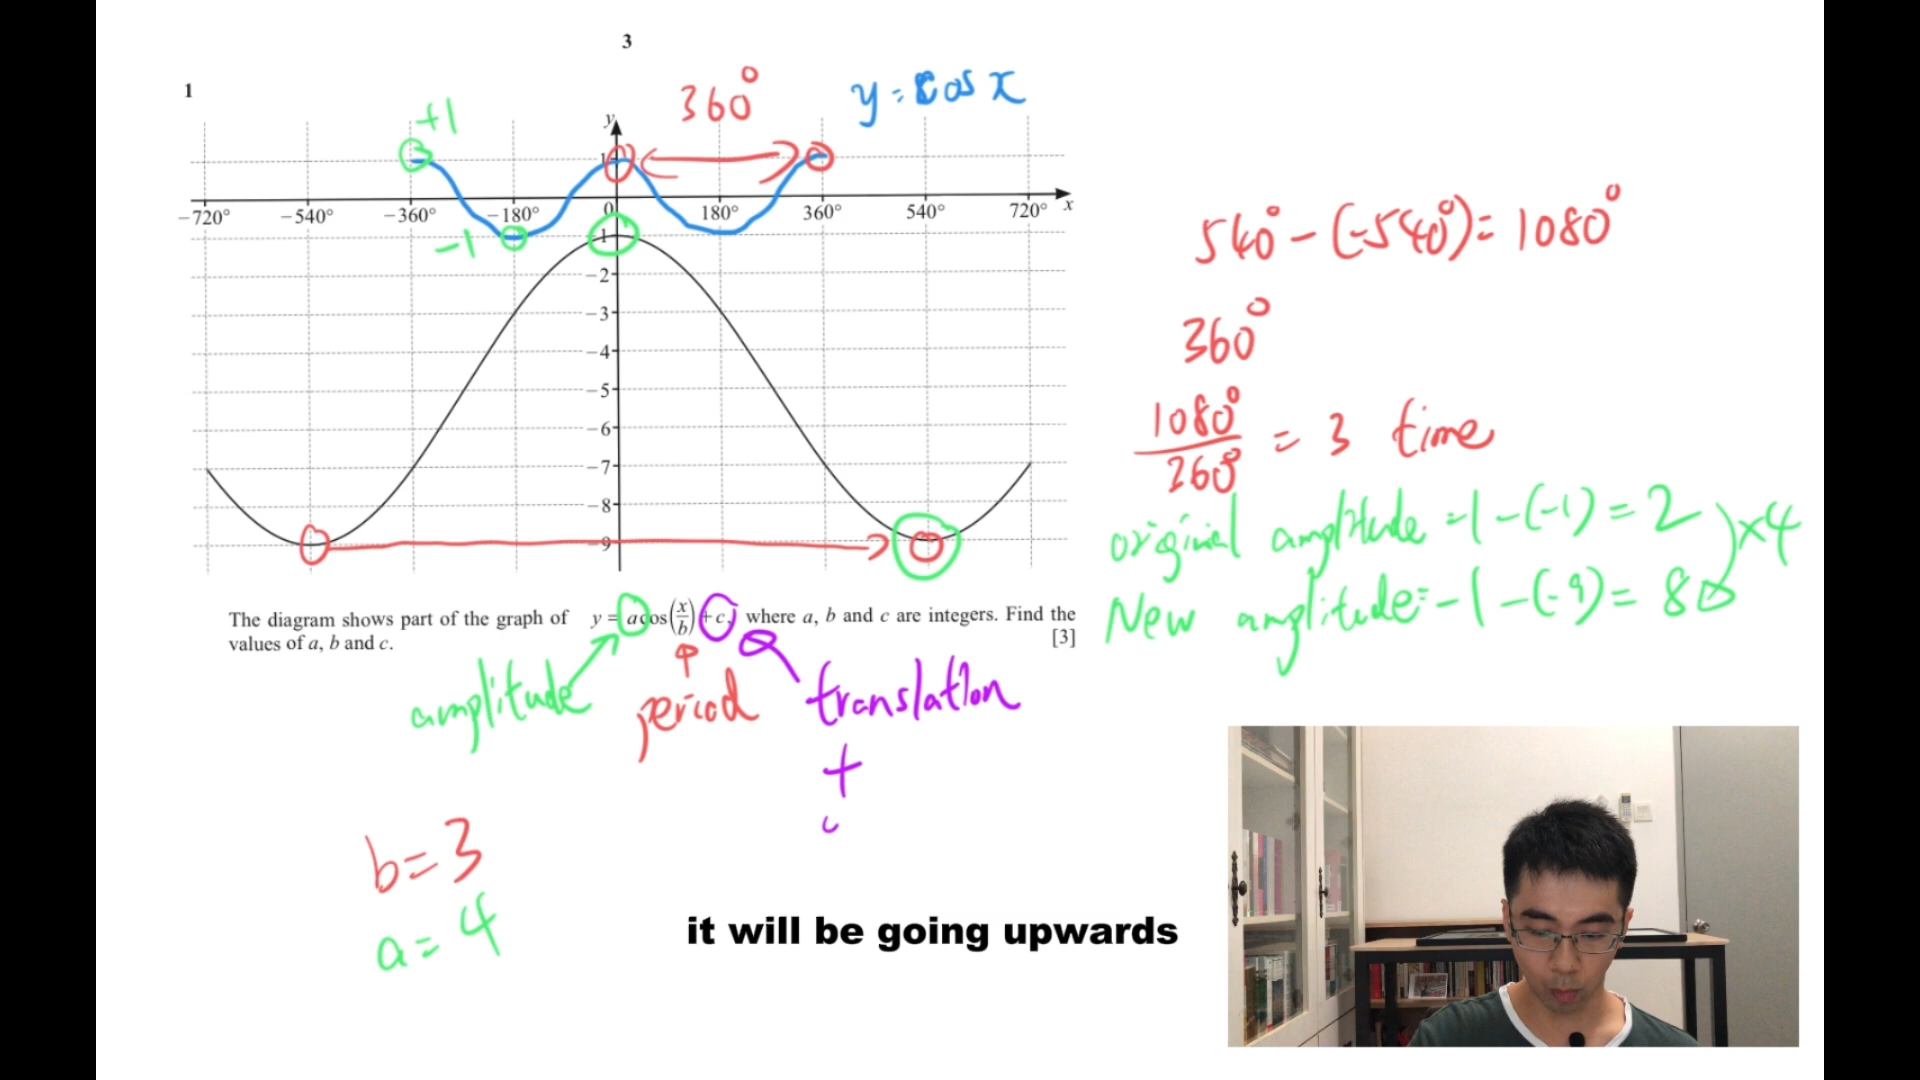 3
1
+1
360°
y = cos x
y
1
-720° -540° -360° -180° 0 180° 360° 540° 720° x
-1
-1
-2
-3
-4
-5
-6
-7
-8
-9
540° - (-540°) = 1080°
360°
1080°/360° = 3 time
original amplitude = 1 - (-1) = 2
×4
New amplitude = -1 - (-9) = 8
The diagram shows part of the graph of y = a cos(x/b) + c, where a, b and c are integers. Find the
values of a, b and c. [3]
amplitude period translation
+
b = 3
a = 4
it will be going upwards